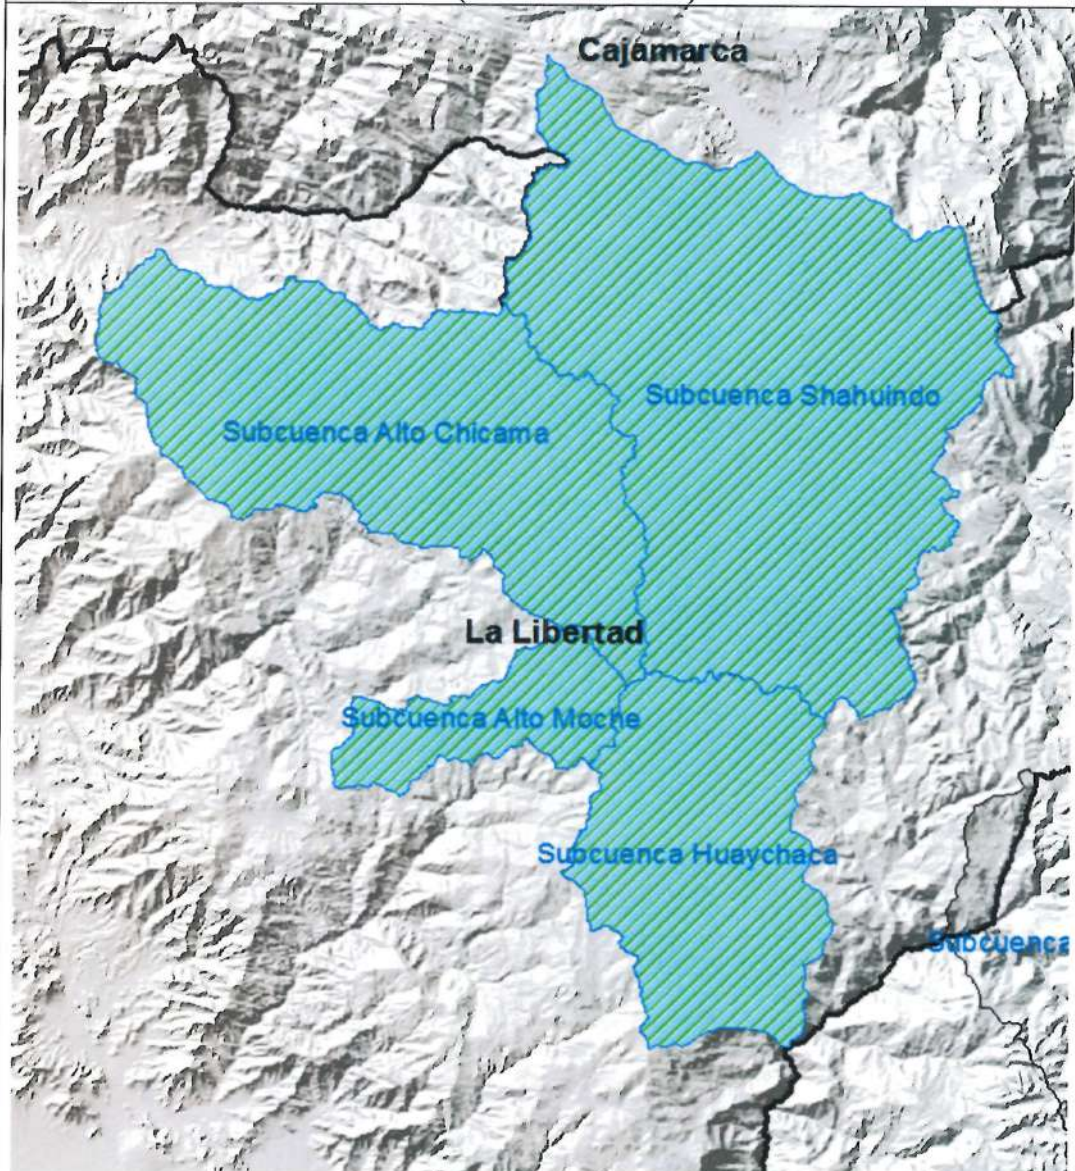 Cajamarca
Subcuenca Shahuindo
Subcuenca Alto Chicama
La Libertad
Subcuenca Alto Moche
Subcuenca Huaychaca
Subcuenca